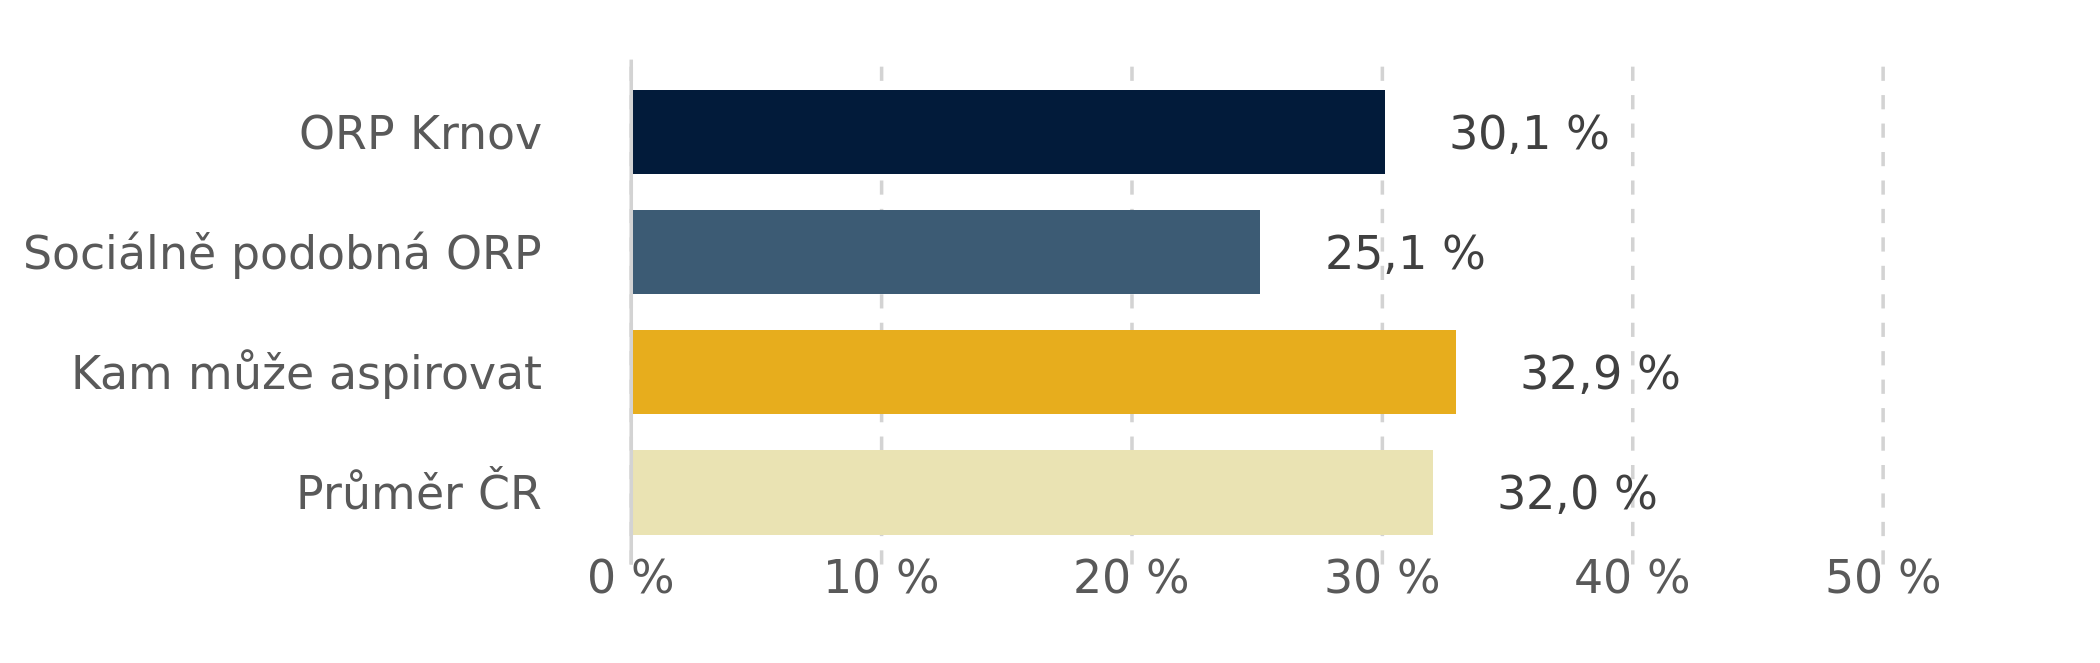 ORP Krnov 30,1 %
Sociálně podobná ORP 25,1 %
Kam může aspirovat 32,9 %
Průměr ČR 32,0 %
0 % 10 % 20 % 30 % 40 % 50 %